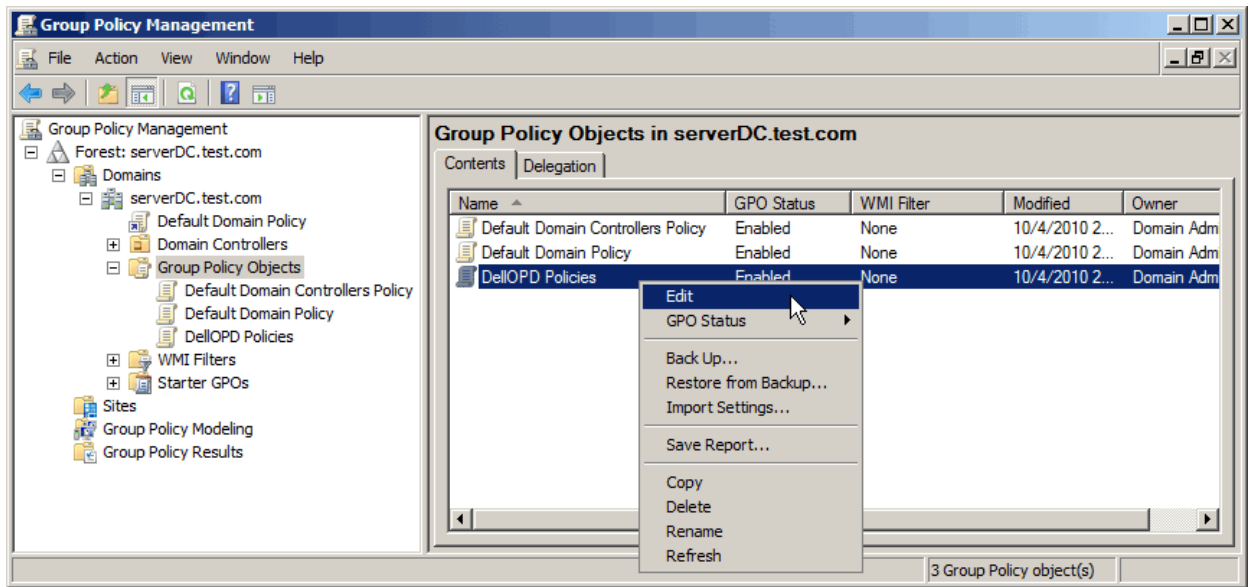 Group Policy Management
File Action View Window Help
Group Policy Management
Forest: serverDC.test.com
Domains
serverDC.test.com
Default Domain Policy
Domain Controllers
Group Policy Objects
Default Domain Controllers Policy
Default Domain Policy
DellOPD Policies
WMI Filters
Starter GPOs
Sites
Group Policy Modeling
Group Policy Results
Group Policy Objects in serverDC.test.com
Contents Delegation
Name GPO Status WMI Filter Modified Owner
Default Domain Controllers Policy Enabled None 10/4/2010 2... Domain Adm
Default Domain Policy Enabled None 10/4/2010 2... Domain Adm
DellOPD Policies Enabled None 10/4/2010 2... Domain Adm
Edit
GPO Status
Back Up...
Restore from Backup...
Import Settings...
Save Report...
Copy
Delete
Rename
Refresh
3 Group Policy object(s)